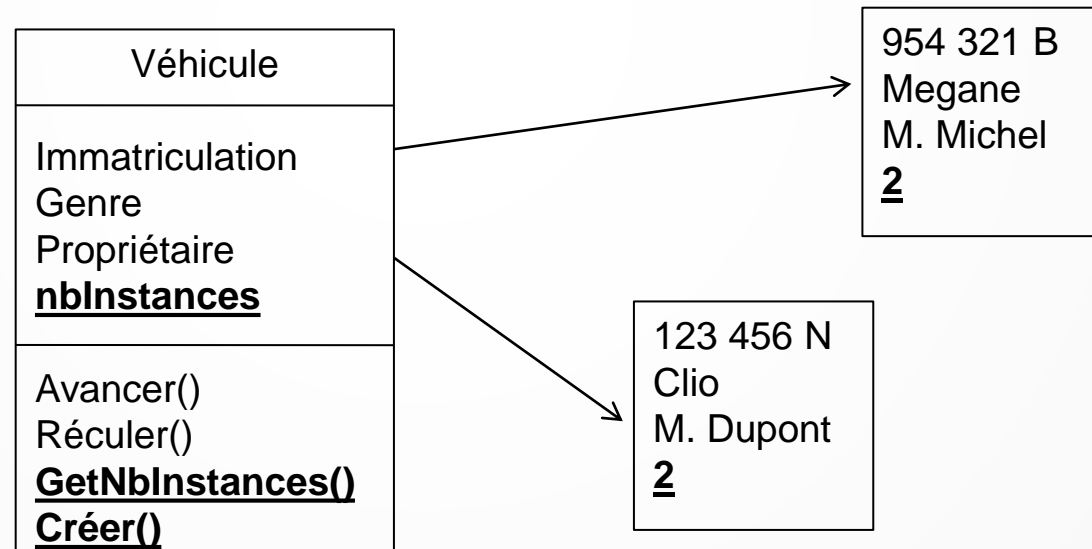 Véhicule
Immatriculation
Genre
Propriétaire
nbInstances
Avancer()
Réculer()
GetNbInstances()
Créer()
954 321 B
Megane
M. Michel
2
123 456 N
Clio
M. Dupont
2